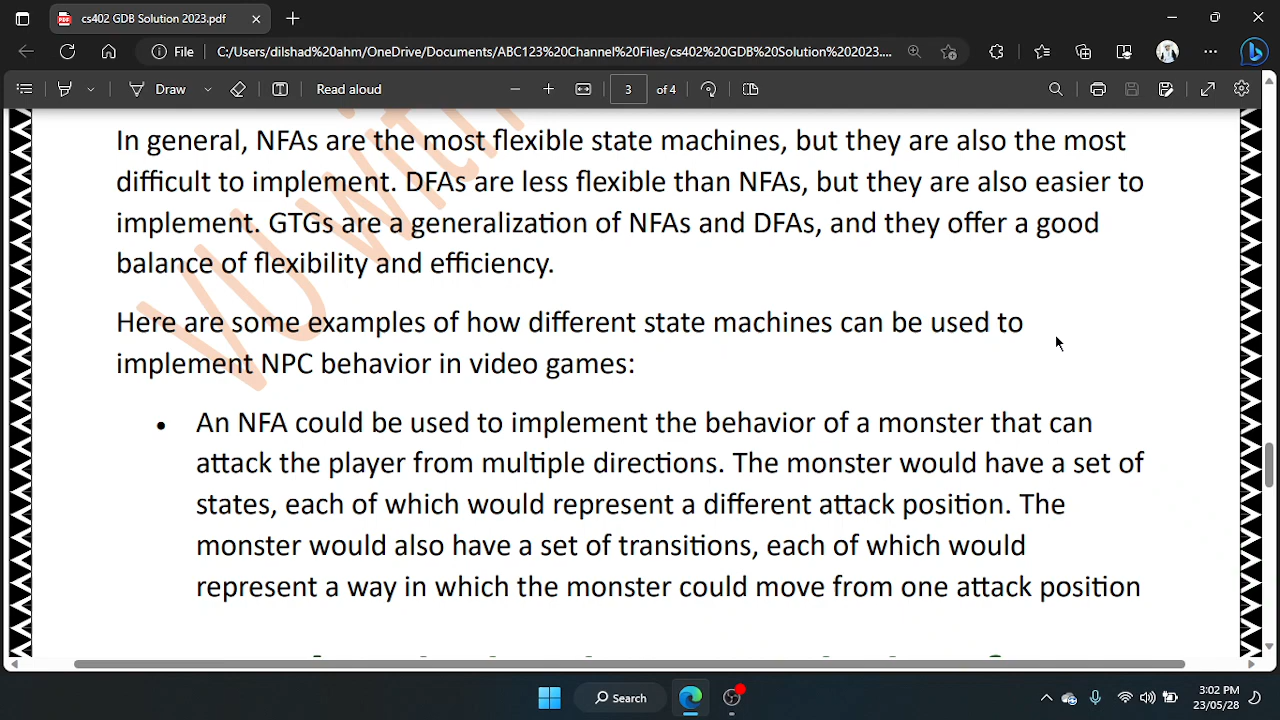 cs402 GDB Solution 2023.pdf
File C:/Users/dilshad%20ahm/OneDrive/Documents/ABC123%20Channel%20Files/cs402%20GDB%20Solution%202023....
Draw Read aloud 3 of 4
In general, NFAs are the most flexible state machines, but they are also the most
difficult to implement. DFAs are less flexible than NFAs, but they are also easier to
implement. GTGs are a generalization of NFAs and DFAs, and they offer a good
balance of flexibility and efficiency.
VU with
Here are some examples of how different state machines can be used to
implement NPC behavior in video games:
• An NFA could be used to implement the behavior of a monster that can
attack the player from multiple directions. The monster would have a set of
states, each of which would represent a different attack position. The
monster would also have a set of transitions, each of which would
represent a way in which the monster could move from one attack position
Search
3:02 PM
23/05/28